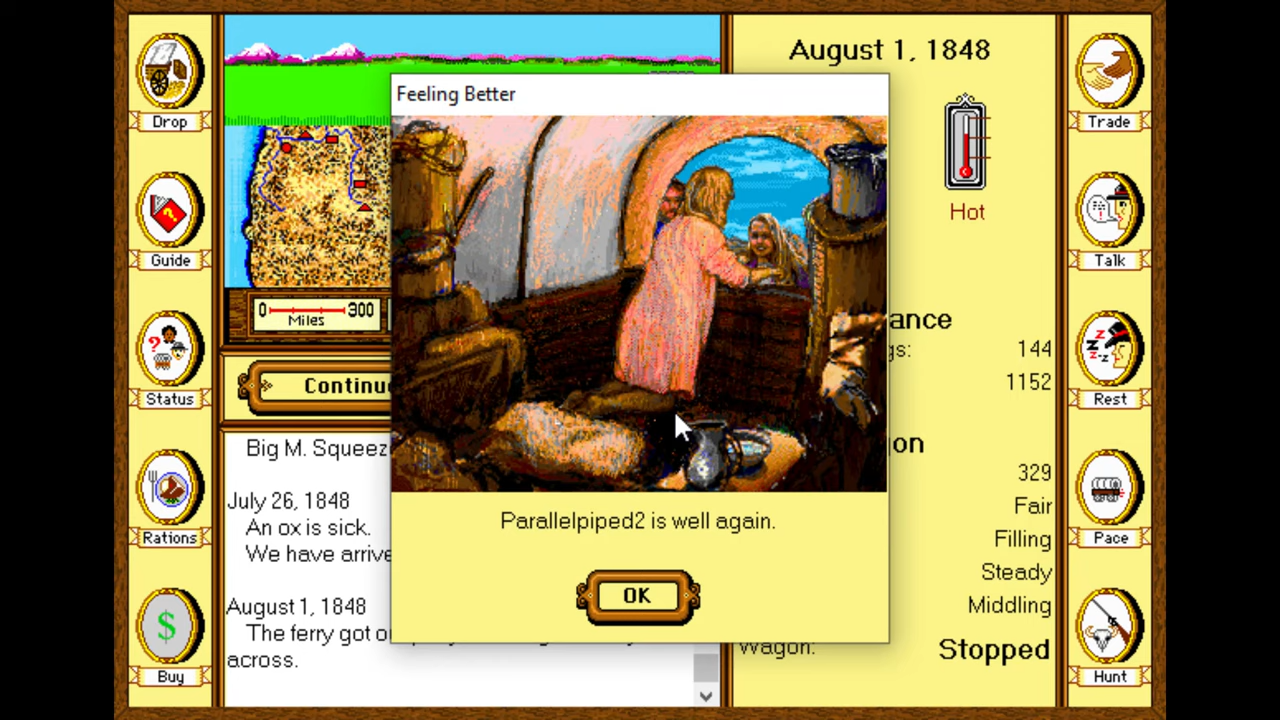 Drop
Guide
Status
Rations
Buy
0 300
Miles
Continu
Big M. Squeez
July 26, 1848
An ox is sick.
We have arrive
August 1, 1848
The ferry got
across.
Feeling Better
Parallelpiped2 is well again.
OK
August 1, 1848
Hot
ance
gs: 144
1152
on
329
Fair
Filling
Steady
Middling
Wagon: Stopped
Trade
Talk
Rest
Pace
Hunt